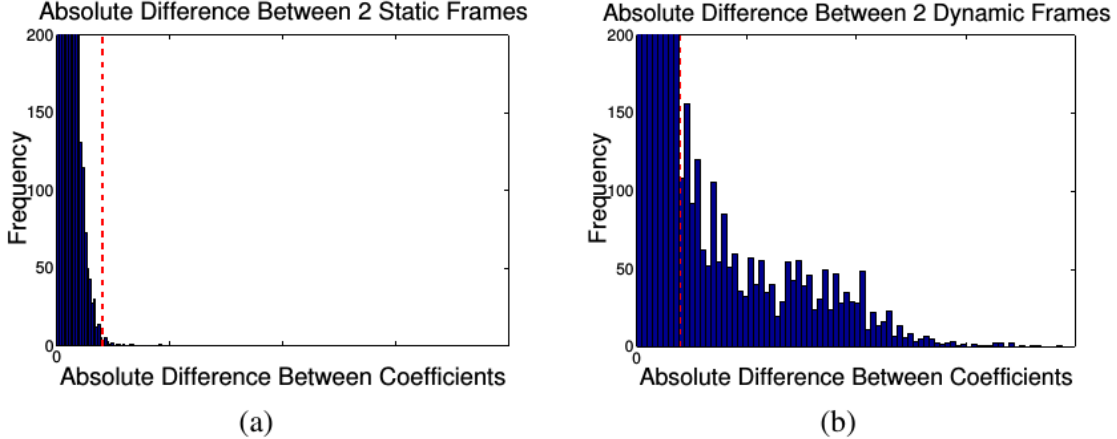 Absolute Difference Between 2 Static Frames
200
150
100
50
0
0
Frequency
Absolute Difference Between Coefficients
(a)
Absolute Difference Between 2 Dynamic Frames
200
150
100
50
0
0
Frequency
Absolute Difference Between Coefficients
(b)